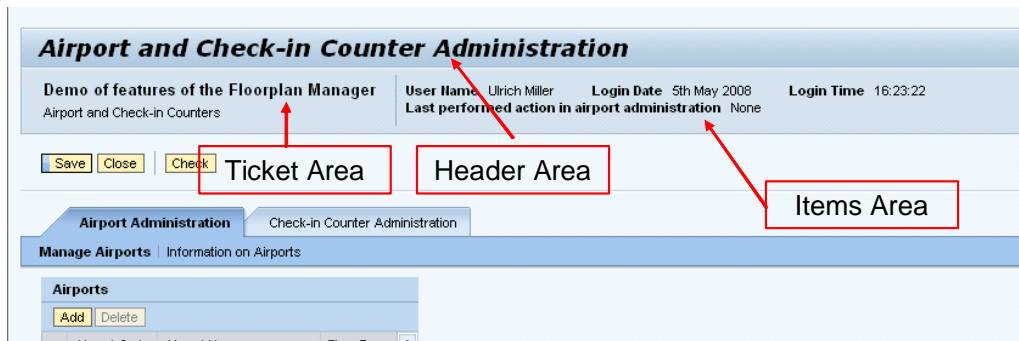 Airport and Check-in Counter Administration
Demo of features of the Floorplan Manager
Airport and Check-in Counters
User Name Ulrich Miller Login Date 5th May 2008 Login Time 16:23:22
Last performed action in airport administration None
Save Close Check
Ticket Area
Header Area
Items Area
Airport Administration Check-in Counter Administration
Manage Airports Information on Airports
Airports
Add Delete